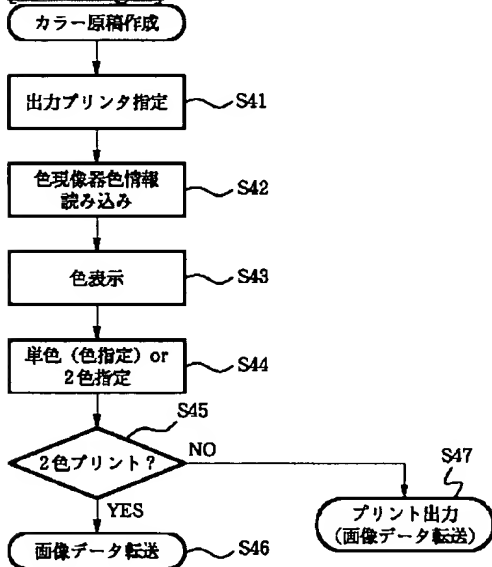 カラー原稿作成
出力プリンタ指定
S41
色現像器色情報
読み込み
S42
色表示
S43
単色（色指定）or
2色指定
S44
S45
2色プリント？
NO
YES
S47
プリント出力
(画像データ転送)
画像データ転送
S46